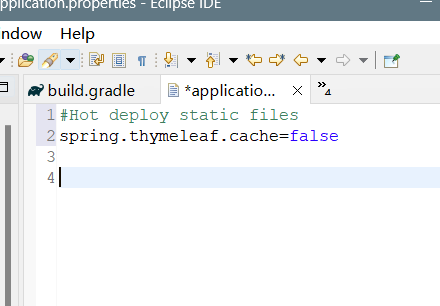 pplication.properties - Eclipse IDE
ndow Help
build.gradle *applicatio... »4
1 #Hot deploy static files
2 spring.thymeleaf.cache=false
3
4